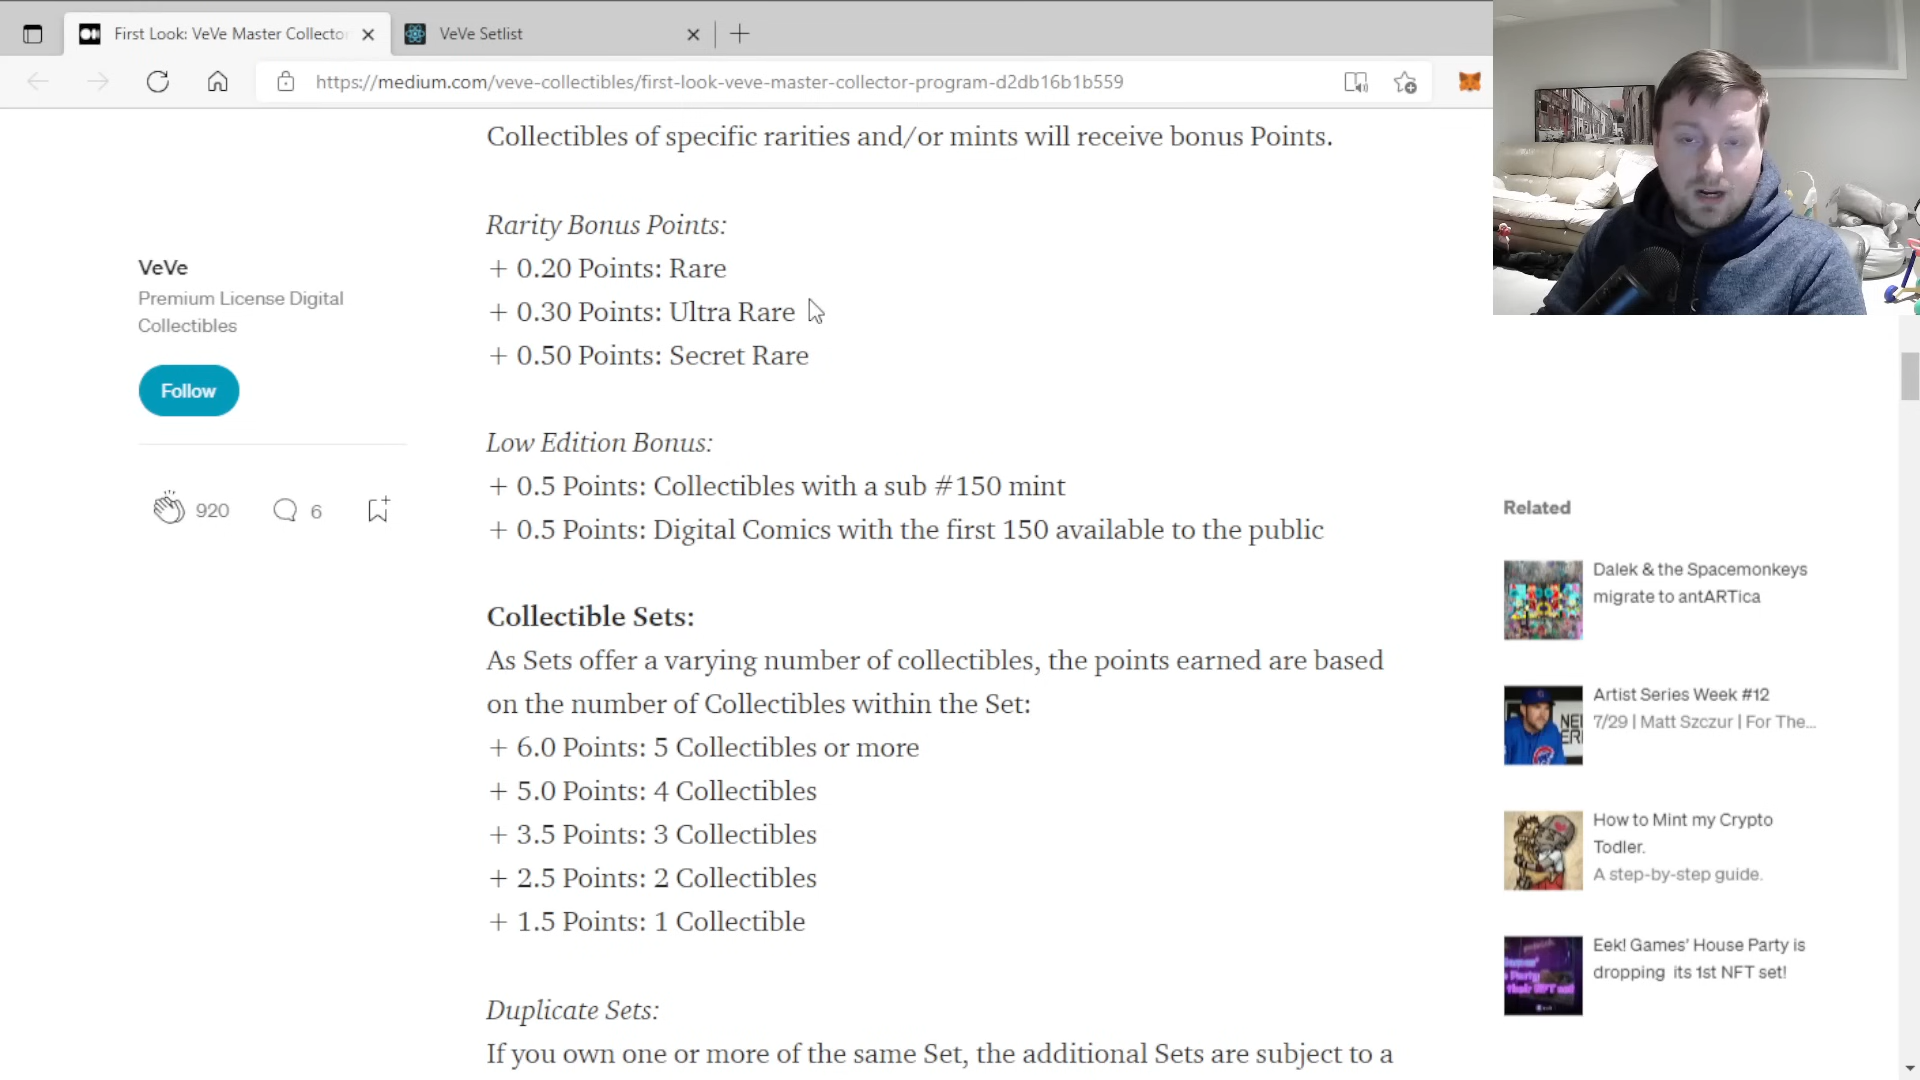 First Look: VeVe Master Collector
VeVe Setlist
https://medium.com/veve-collectibles/first-look-veve-master-collector-program-d2db16b1b559
Collectibles of specific rarities and/or mints will receive bonus Points.
Rarity Bonus Points:
+ 0.20 Points: Rare
+ 0.30 Points: Ultra Rare
+ 0.50 Points: Secret Rare
Low Edition Bonus:
+ 0.5 Points: Collectibles with a sub #150 mint
+ 0.5 Points: Digital Comics with the first 150 available to the public
Collectible Sets:
As Sets offer a varying number of collectibles, the points earned are based
on the number of Collectibles within the Set:
+ 6.0 Points: 5 Collectibles or more
+ 5.0 Points: 4 Collectibles
+ 3.5 Points: 3 Collectibles
+ 2.5 Points: 2 Collectibles
+ 1.5 Points: 1 Collectible
Duplicate Sets:
If you own one or more of the same Set, the additional Sets are subject to a
VeVe
Premium License Digital
Collectibles
Follow
920
6
Related
Dalek & the Spacemonkeys
migrate to antARTica
Artist Series Week #12
7/29 | Matt Szczur | For The...
How to Mint my Crypto
Todler.
A step-by-step guide.
Eek! Games' House Party is
dropping its 1st NFT set!